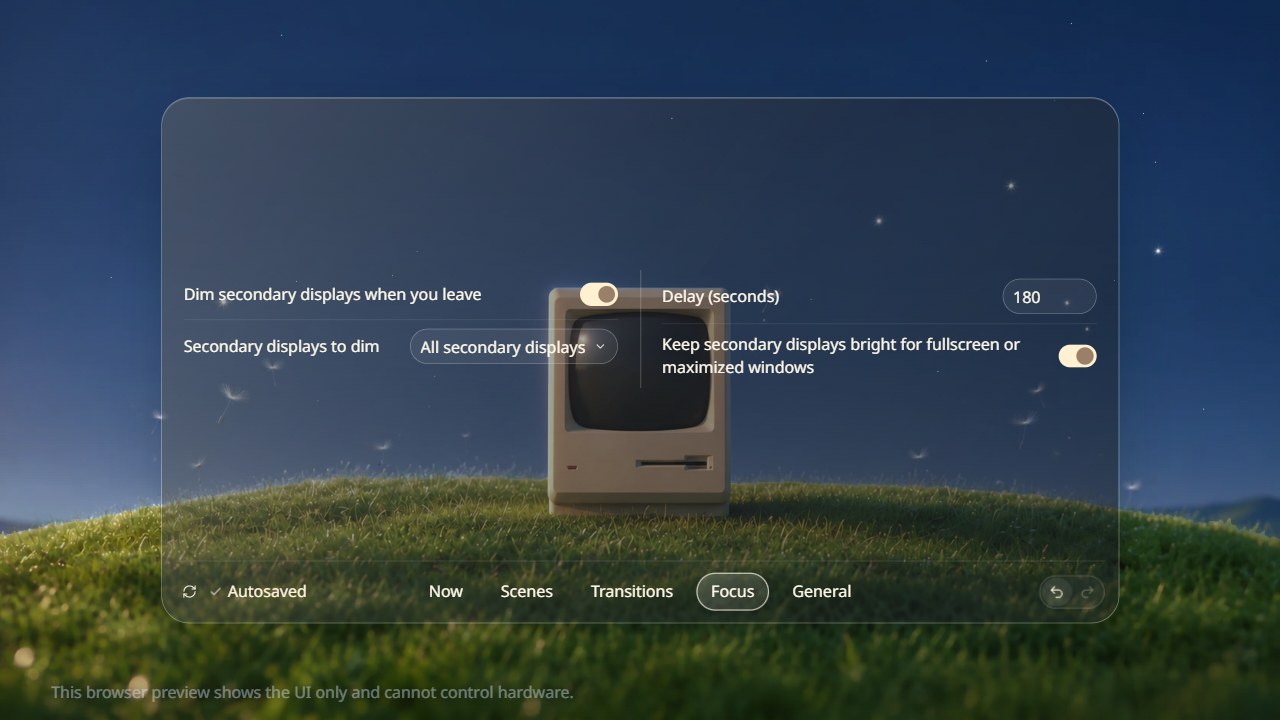 Dim secondary displays when you leave
Secondary displays to dim
All secondary displays
Delay (seconds)
180
Keep secondary displays bright for fullscreen or
maximized windows
Autosaved
Now
Scenes
Transitions
Focus
General
This browser preview shows the UI only and cannot control hardware.